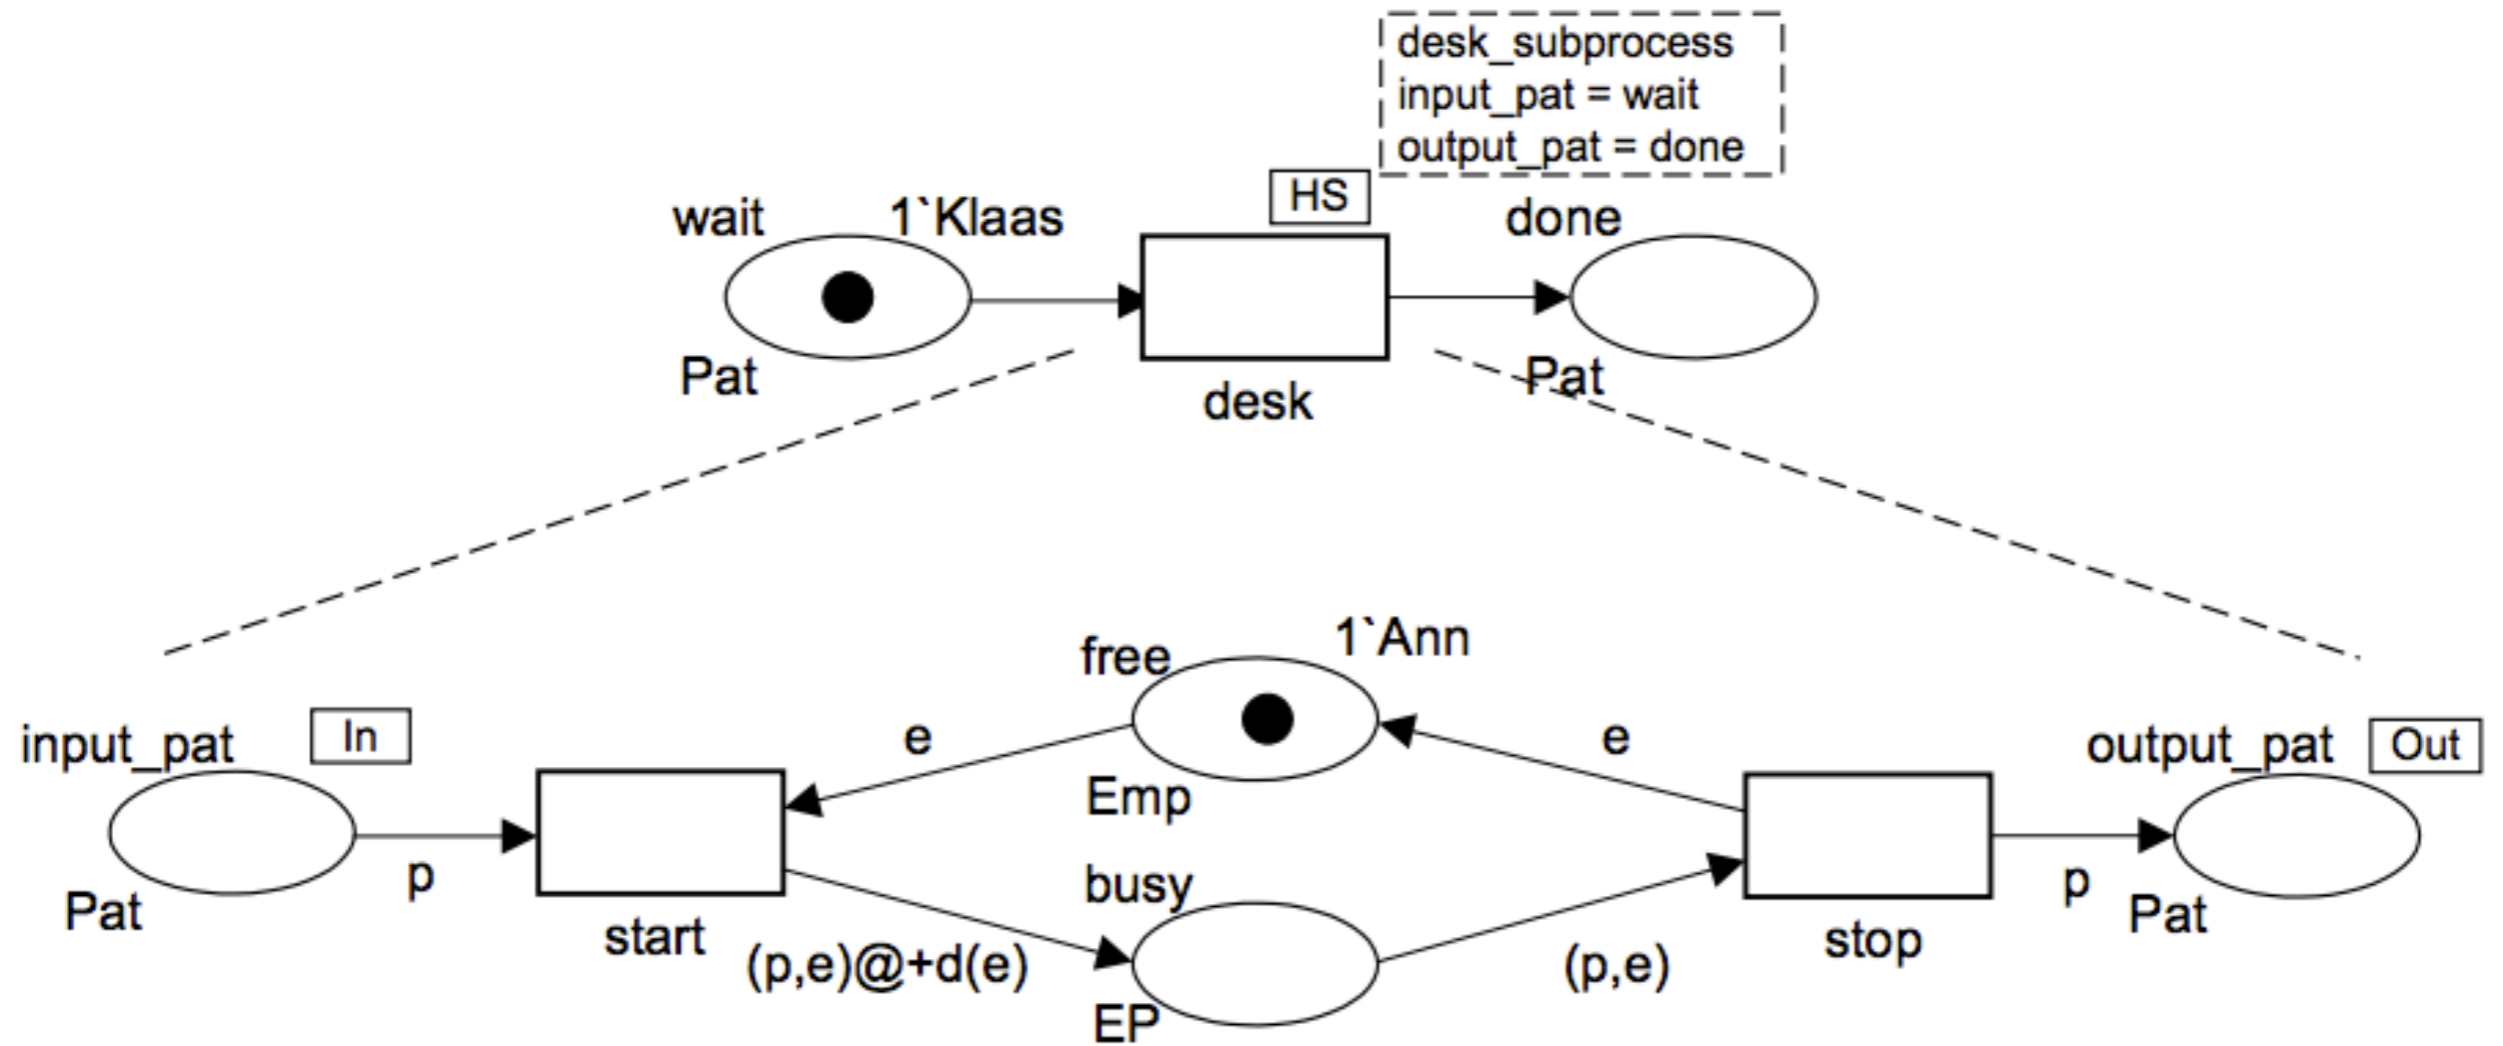 desk_subprocess
input_pat = wait
output_pat = done
HS
wait
1`Klaas
done
Pat
desk
Pat
free
1`Ann
input_pat
In
e
e
output_pat
Out
Emp
p
busy
p
Pat
start
(p,e)@+d(e)
(p,e)
stop
Pat
EP